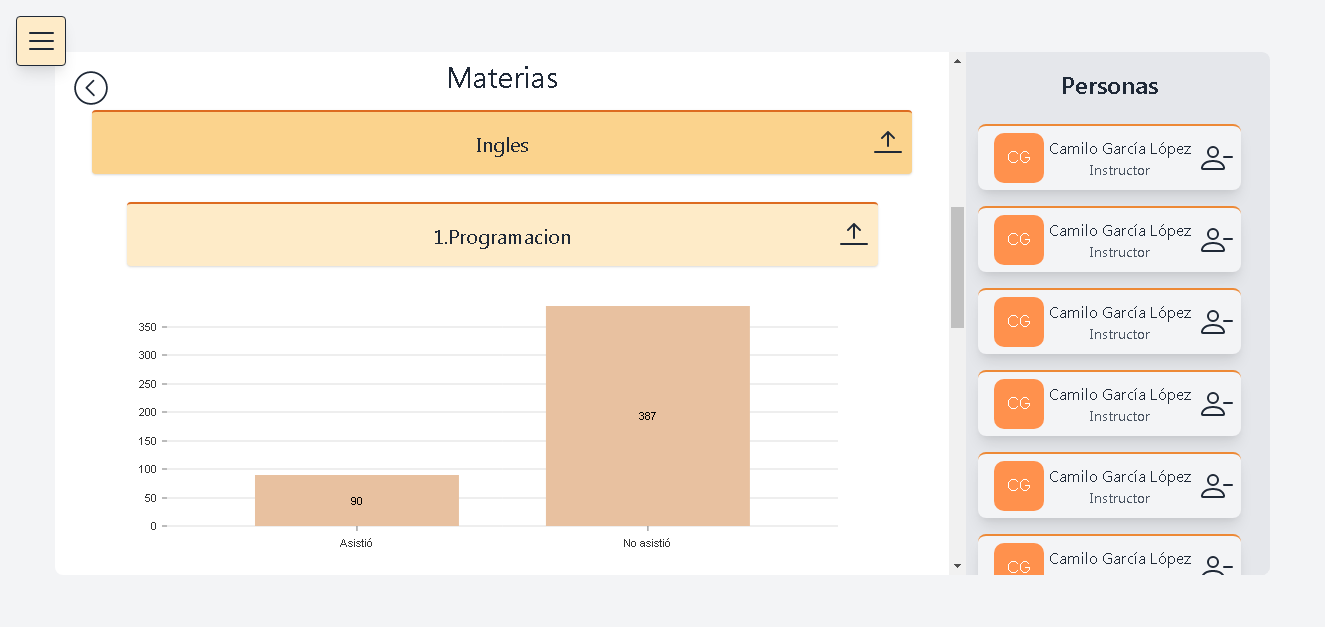 Materias
Ingles
1.Programacion
350
300
250
200
150
100
50
0
90
387
Asistió
No asistió
Personas
CG
Camilo García López
Instructor
CG
Camilo García López
Instructor
CG
Camilo García López
Instructor
CG
Camilo García López
Instructor
CG
Camilo García López
Instructor
CG
Camilo García López